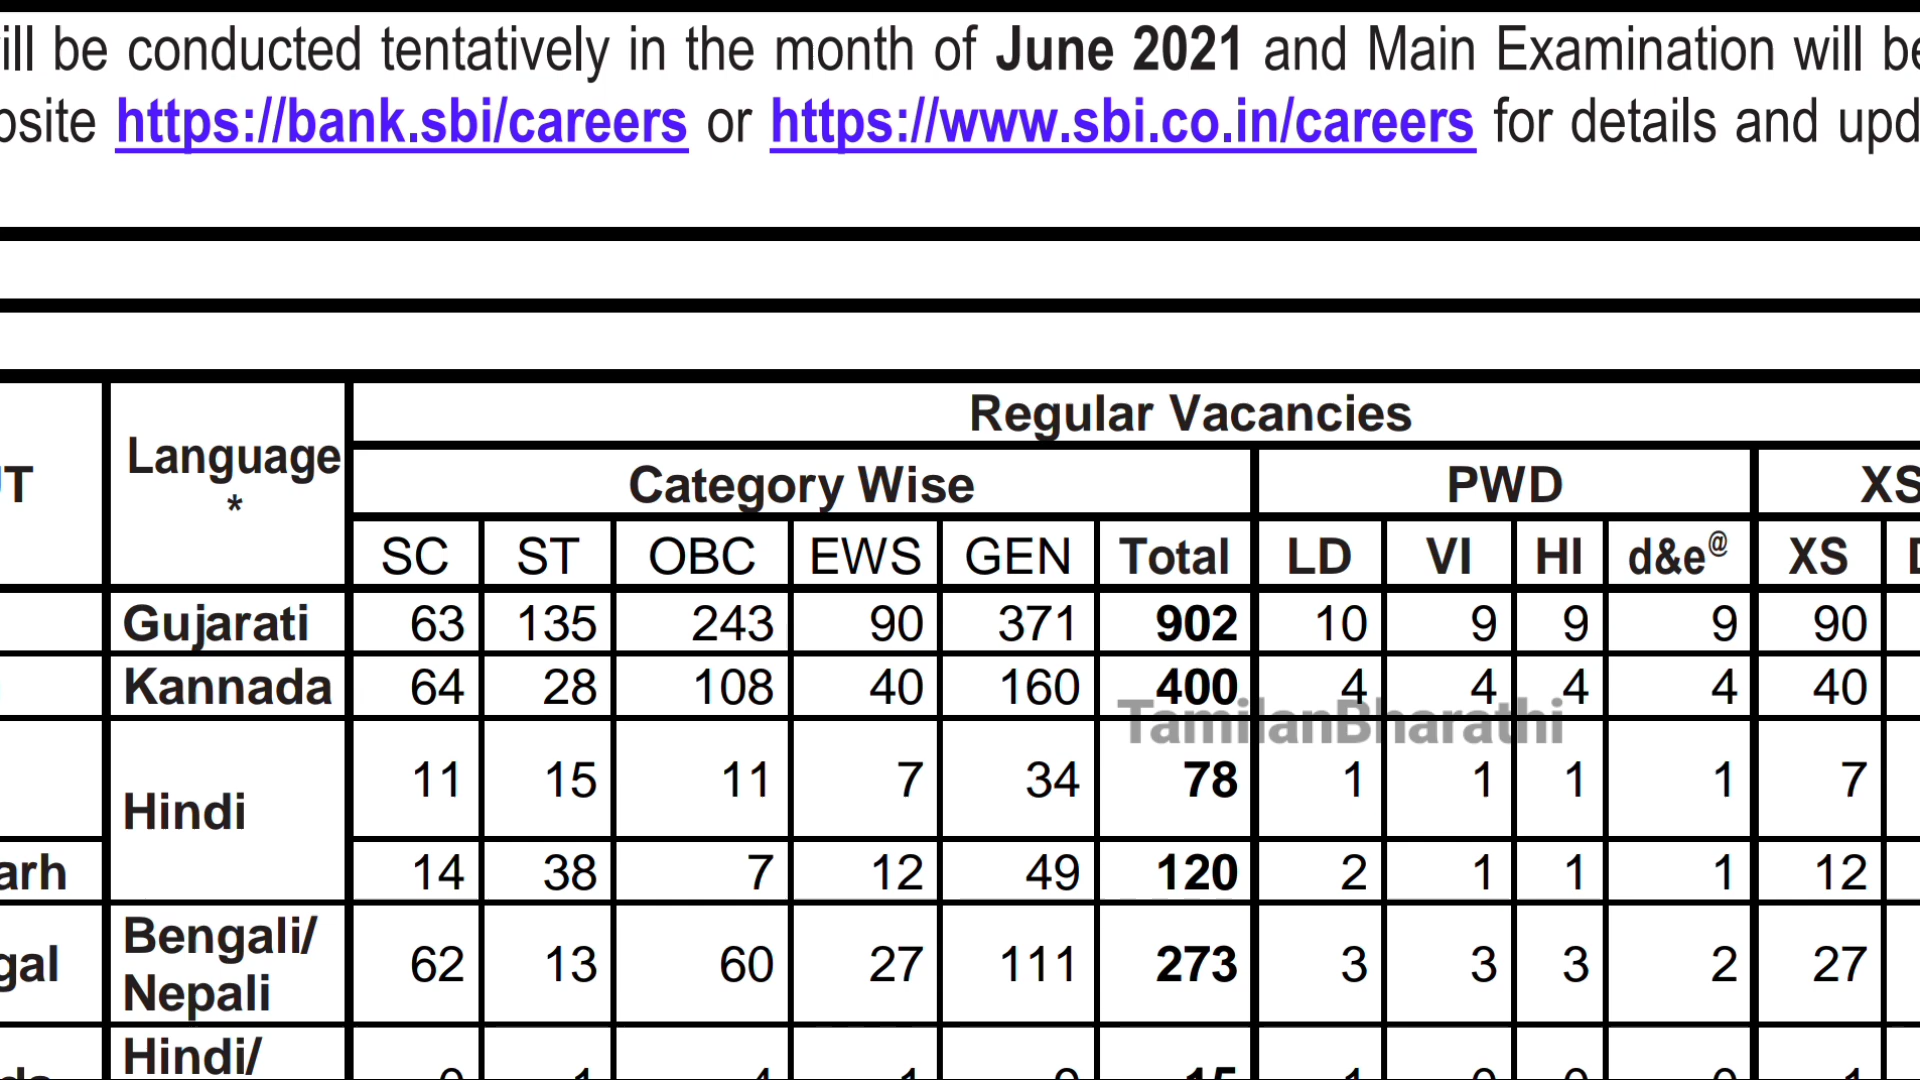 ill be conducted tentatively in the month of June 2021 and Main Examination will be
bsite https://bank.sbi/careers or https://www.sbi.co.in/careers for details and upd
Regular Vacancies
Language
*
Category Wise PWD XS
SC ST OBC EWS GEN Total LD VI HI d&e@ XS
Gujarati 63 135 243 90 371 902 10 9 9 9 90
Kannada 64 28 108 40 160 400 4 4 4 4 40
TamilanBharathi
Hindi 11 15 11 7 34 78 1 1 1 1 7
arh 14 38 7 12 49 120 2 1 1 1 12
gal Bengali/
Nepali 62 13 60 27 111 273 3 3 3 2 27
Hindi/